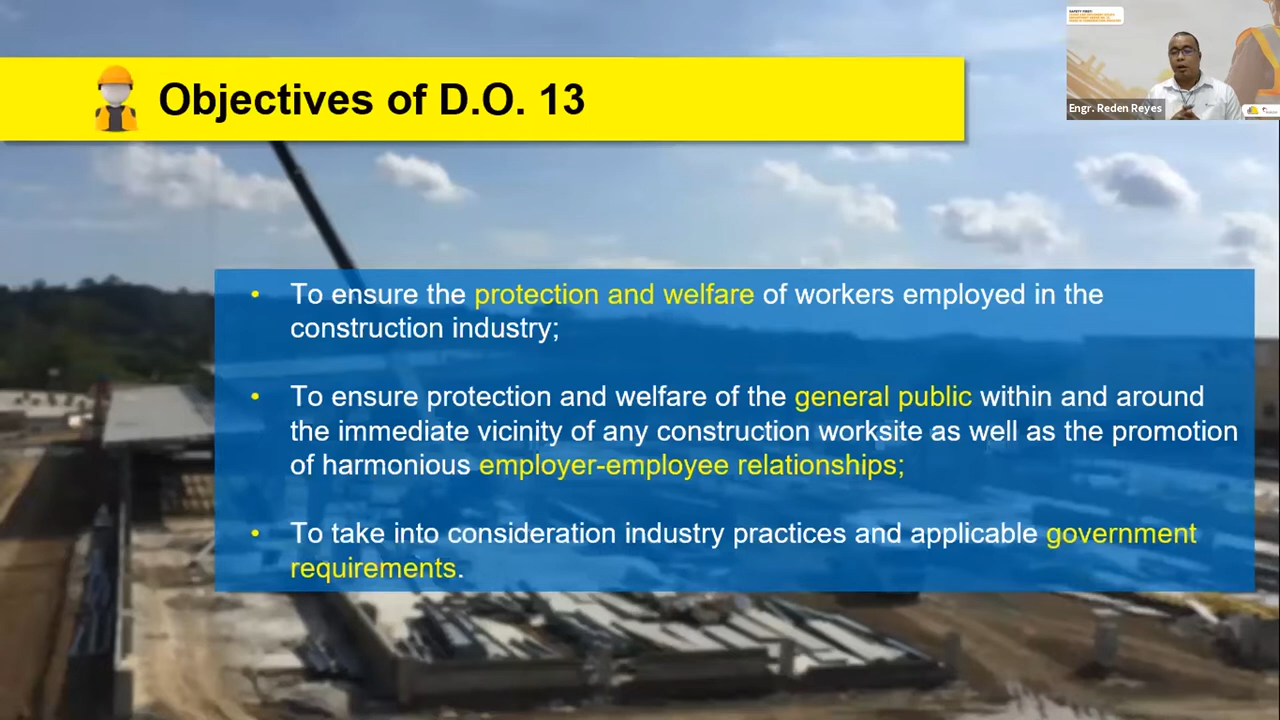 Objectives of D.O. 13
SAFETY FIRST!
Engr. Reden Reyes
• To ensure the protection and welfare of workers employed in the
construction industry;
• To ensure protection and welfare of the general public within and around
the immediate vicinity of any construction worksite as well as the promotion
of harmonious employer-employee relationships;
• To take into consideration industry practices and applicable government
requirements.